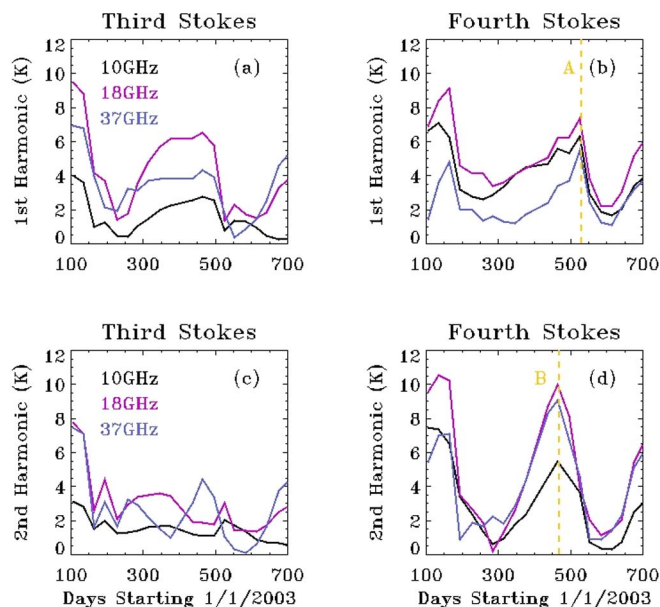 Third Stokes
Fourth Stokes
1st Harmonic (K)
12
10
8
6
4
2
0
10GHz
18GHz
37GHz
(a)
100 300 500 700
1st Harmonic (K)
12
10
8
6
4
2
0
A
(b)
100 300 500 700
Third Stokes
Fourth Stokes
2nd Harmonic (K)
12
10
8
6
4
2
0
10GHz
18GHz
37GHz
(c)
100 300 500 700
Days Starting 1/1/2003
2nd Harmonic (K)
12
10
8
6
4
2
0
B
(d)
100 300 500 700
Days Starting 1/1/2003